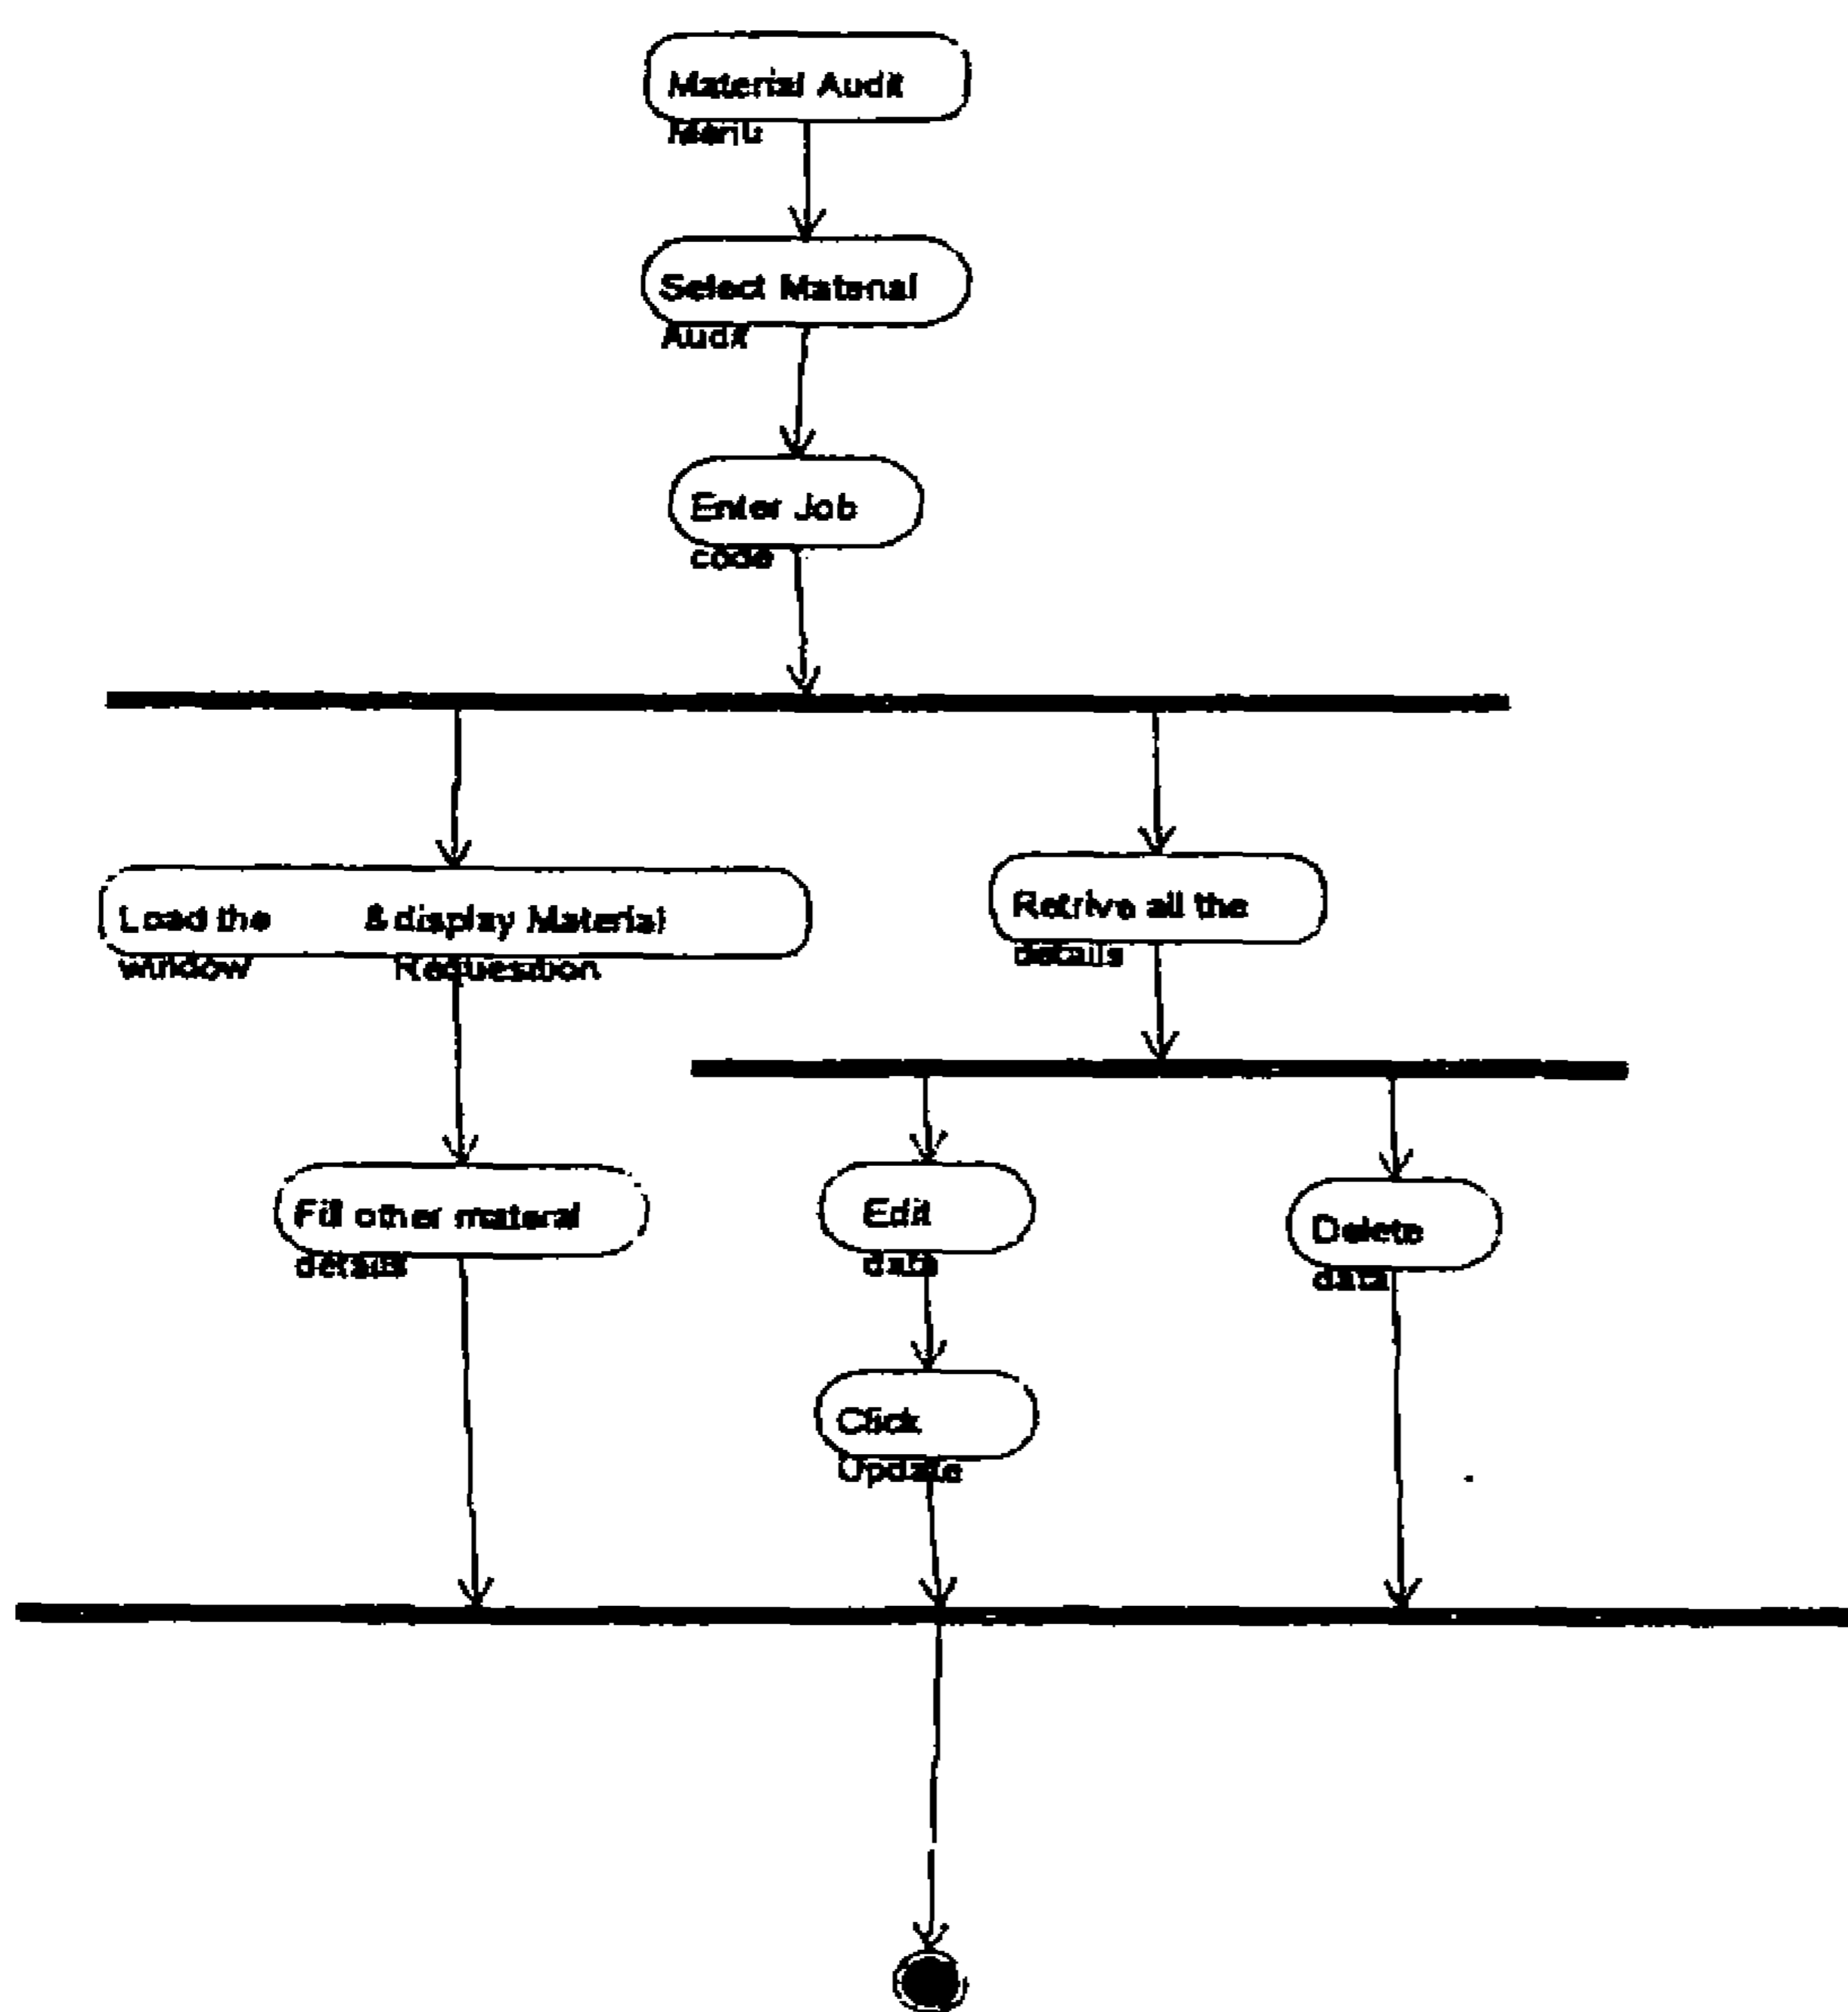 Material Audit
Menu
Select Material
Audit
Enter Job
code
Load the & display Material
window Requesition
Retrive all the
details
Fill other materal
details
Edit
data
Delete
data
Click
Update